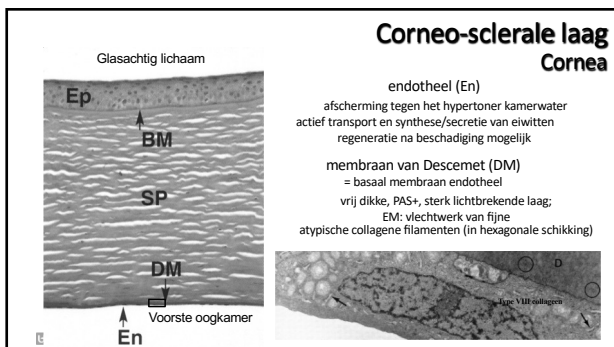 Corneo-sclerale laag
Cornea
Glasachtig lichaam
Ep
BM
SP
DM
En
Voorste oogkamer
endotheel (En)
afscherming tegen het hypertoner kamerwater
actief transport en synthese/secretie van eiwitten
regeneratie na beschadiging mogelijk
membraan van Descemet (DM)
= basaal membraan endotheel
vrij dikke, PAS+, sterk lichtbrekende laag;
EM: vlechtwerk van fijne
atypische collagene filamenten (in hexagonale schikking)
D
Type VIII collageen